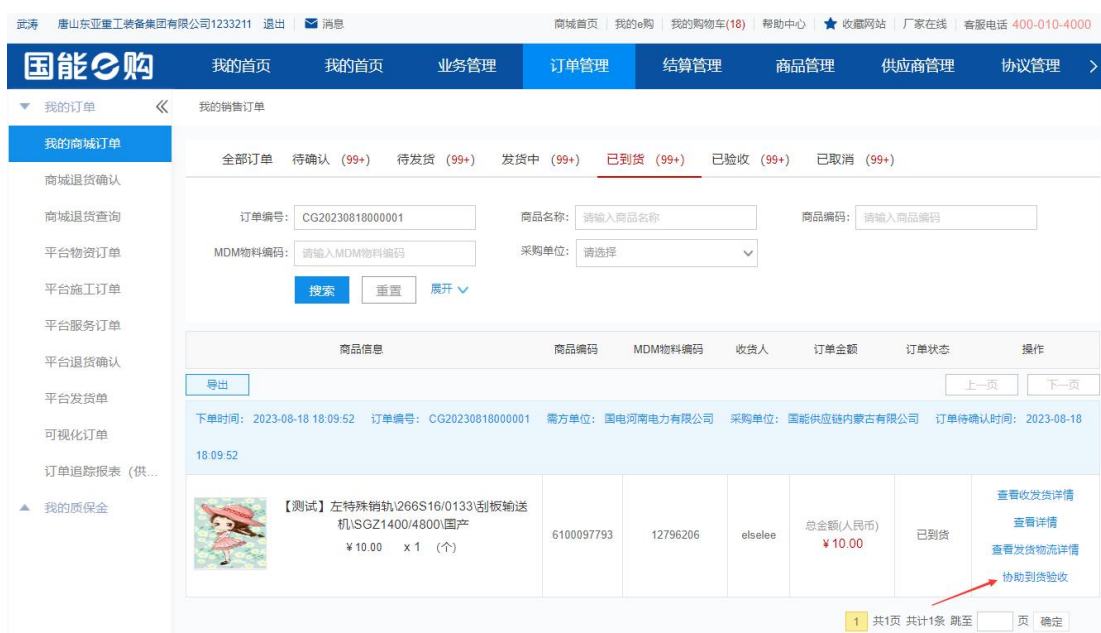 武涛 唐山东亚重工装备集团有限公司1233211 退出 消息 商城首页 我的e购 我的购物车(18) 帮助中心 收藏网站 厂家在线 客服电话 400-010-4000
国能e购 我的首页 我的首页 业务管理 订单管理 结算管理 商品管理 供应商管理 协议管理
我的订单 我的销售订单
我的商城订单
全部订单 待确认 (99+) 待发货 (99+) 发货中 (99+) 已到货 (99+) 已验收 (99+) 已取消 (99+)
商城退货确认
商城退货查询
订单编号: CG20230818000001 商品名称: 请输入商品名称 商品编码: 请输入商品编码
平台物资订单
MDM物料编码: 请输入MDM物料编码 采购单位: 请选择
平台施工订单
搜索 重置 展开
平台服务订单
平台退货确认
商品信息 商品编码 MDM物料编码 收货人 订单金额 订单状态 操作
平台发货单
导出 上一页 下一页
可视化订单
下单时间: 2023-08-18 18:09:52 订单编号: CG20230818000001 需方单位: 国电河南电力有限公司 采购单位: 国能供应链内蒙古有限公司 订单待确认时间: 2023-08-18
18:09:52
订单追踪报表（供...
我的质保金
【测试】左特殊销轨\266S16/0133\刮板输送
机\SGZ1400/4800\国产
¥10.00 x 1 (个)
6100097793 12796206 elselee
总金额(人民币)
¥10.00
已到货
查看收发货详情
查看详情
查看发货物流详情
协助到货验收
1 共1页 共计1条 跳至 页 确定